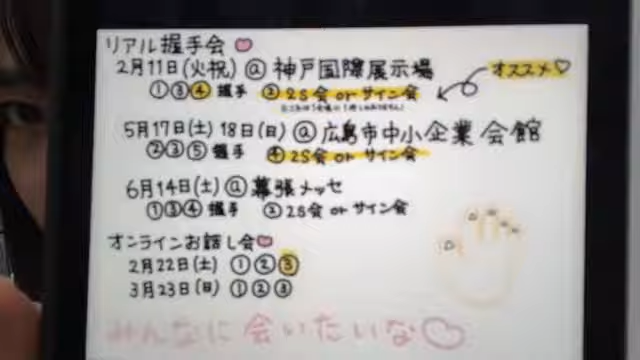 リアル握手会♡
2月11日(火祝) @ 神戸国際展示場
オススメ♡
①③④ 握手 ②2S会 or サイン会
5月17日(土) 18日(日) @ 広島市中小企業会館
②③⑤ 握手 ④2S会 or サイン会
6月14日(土) @ 幕張メッセ
①③④ 握手 ②2S会 or サイン会
オンラインお話し会♡
2月22日(土) ①②③
3月23日(日) ①②③
みんなに会いたいな♡